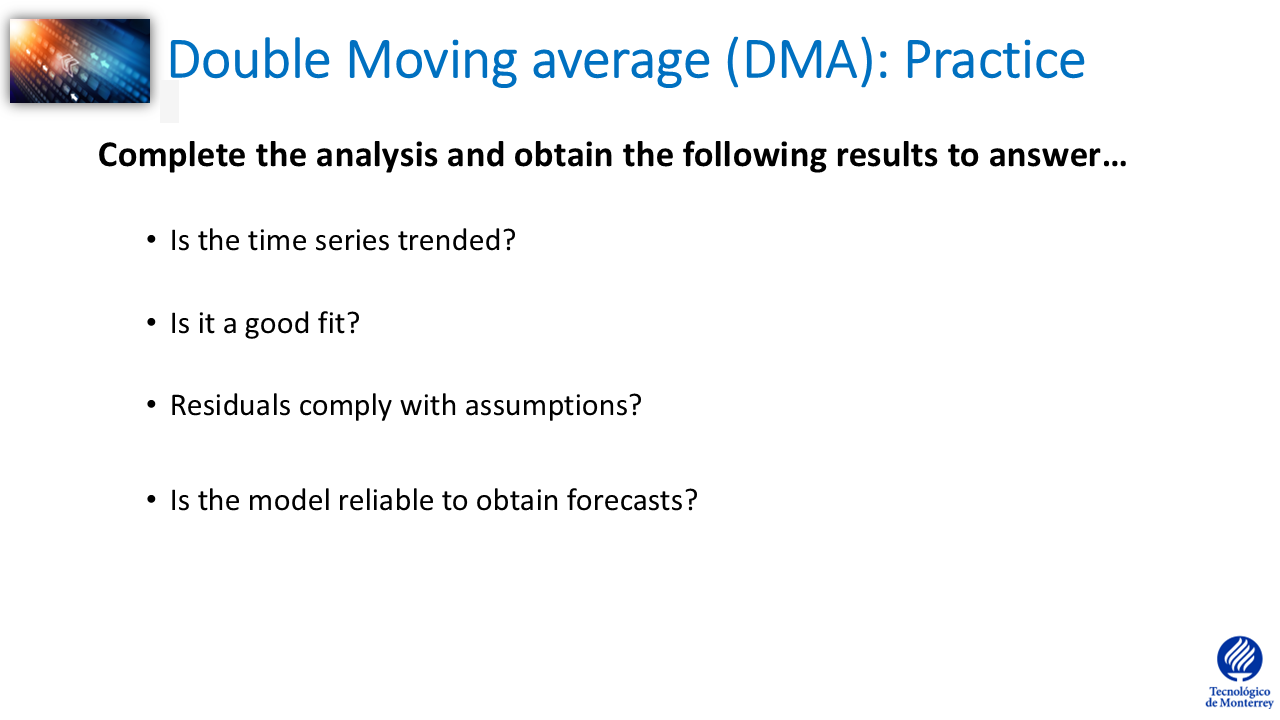 Double Moving average (DMA): Practice
Complete the analysis and obtain the following results to answer…
• Is the time series trended?
• Is it a good fit?
• Residuals comply with assumptions?
• Is the model reliable to obtain forecasts?
Tecnológico
de Monterrey